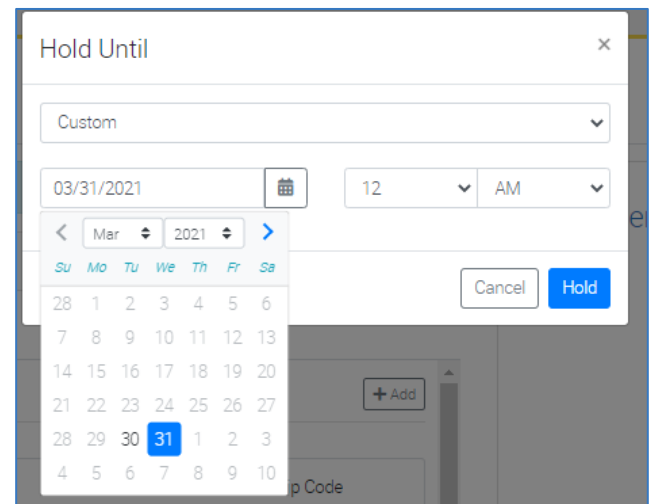 Hold Until ×
Custom
03/31/2021 12 AM
Mar 2021
Su Mo Tu We Th Fr Sa
28 1 2 3 4 5 6
7 8 9 10 11 12 13
14 15 16 17 18 19 20
21 22 23 24 25 26 27
28 29 30 31 1 2 3
4 5 6 7 8 9 10
Cancel Hold
+ Add
p Code